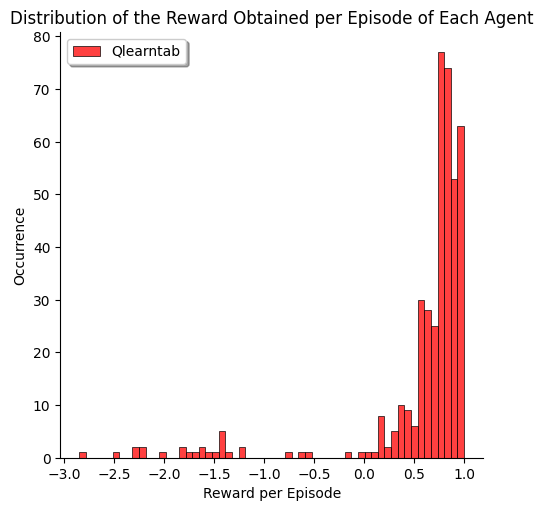 Distribution of the Reward Obtained per Episode of Each Agent
Qlearntab
Occurrence
80
70
60
50
40
30
20
10
0
−3.0 −2.5 −2.0 −1.5 −1.0 −0.5 0.0 0.5 1.0
Reward per Episode